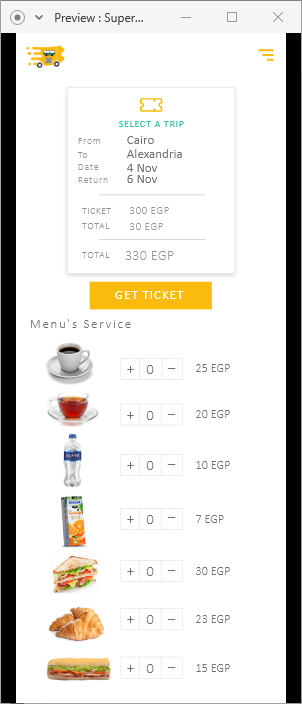 Preview : Super...
SELECT A TRIP
From Cairo
To Alexandria
Date 4 Nov
Return 6 Nov
TICKET 300 EGP
TOTAL 30 EGP
TOTAL 330 EGP
GET TICKET
Menu's Service
+ 0 − 25 EGP
+ 0 − 20 EGP
+ 0 − 10 EGP
+ 0 − 7 EGP
+ 0 − 30 EGP
+ 0 − 23 EGP
+ 0 − 15 EGP